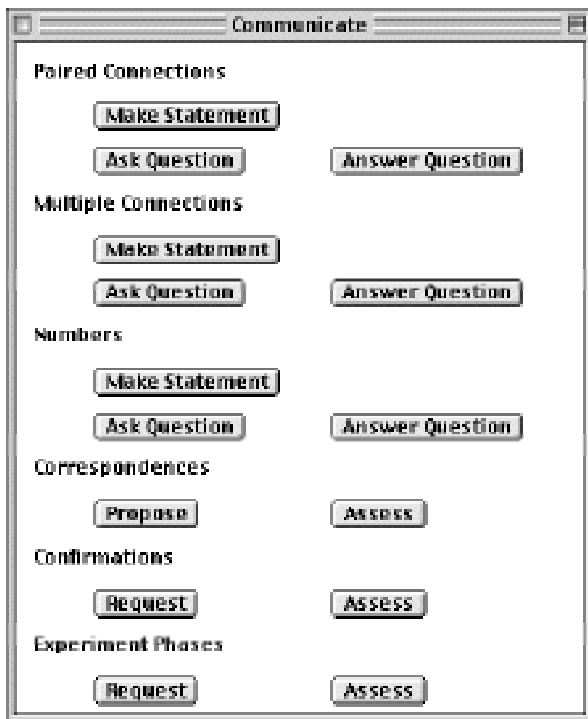 Communicate
Paired Connections
Make Statement
Ask Question Answer Question
Multiple Connections
Make Statement
Ask Question Answer Question
Numbers
Make Statement
Ask Question Answer Question
Correspondences
Propose Assess
Confirmations
Request Assess
Experiment Phases
Request Assess